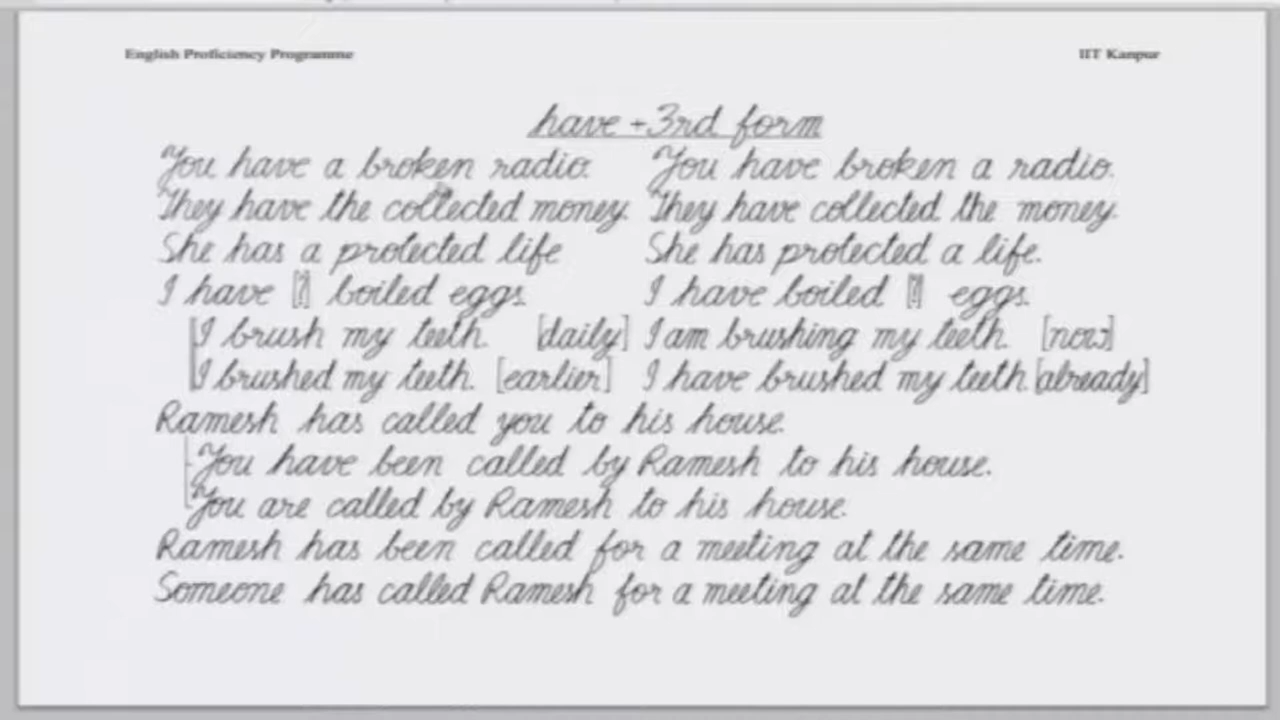 English Proficiency Programme IIT Kanpur
have + 3rd form
You have a broken radio. You have broken a radio.
They have the collected money. They have collected the money.
She has a protected life She has protected a life.
I have [?] boiled eggs. I have boiled [?] eggs.
I brush my teeth. [daily] I am brushing my teeth. [now]
I brushed my teeth. [earlier] I have brushed my teeth. [already]
Ramesh has called you to his house.
You have been called by Ramesh to his house.
You are called by Ramesh to his house.
Ramesh has been called for a meeting at the same time.
Someone has called Ramesh for a meeting at the same time.